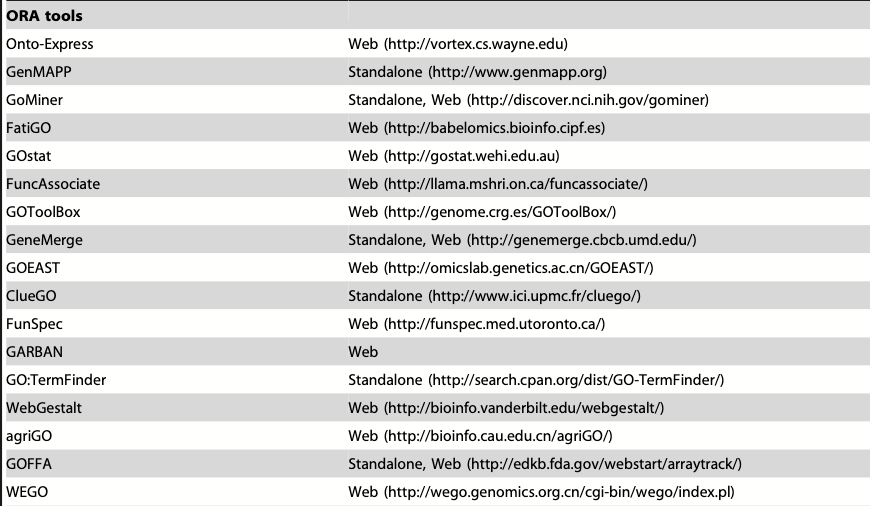 ORA tools
Onto-Express Web (http://vortex.cs.wayne.edu)
GenMAPP Standalone (http://www.genmapp.org)
GoMiner Standalone, Web (http://discover.nci.nih.gov/gominer)
FatiGO Web (http://babelomics.bioinfo.cipf.es)
GOstat Web (http://gostat.wehi.edu.au)
FuncAssociate Web (http://llama.mshri.on.ca/funcassociate/)
GOToolBox Web (http://genome.crg.es/GOToolBox/)
GeneMerge Standalone, Web (http://genemerge.cbcb.umd.edu/)
GOEAST Web (http://omicslab.genetics.ac.cn/GOEAST/)
ClueGO Standalone (http://www.ici.upmc.fr/cluego/)
FunSpec Web (http://funspec.med.utoronto.ca/)
GARBAN Web
GO:TermFinder Standalone (http://search.cpan.org/dist/GO-TermFinder/)
WebGestalt Web (http://bioinfo.vanderbilt.edu/webgestalt/)
agriGO Web (http://bioinfo.cau.edu.cn/agriGO/)
GOFFA Standalone, Web (http://edkb.fda.gov/webstart/arraytrack/)
WEGO Web (http://wego.genomics.org.cn/cgi-bin/wego/index.pl)